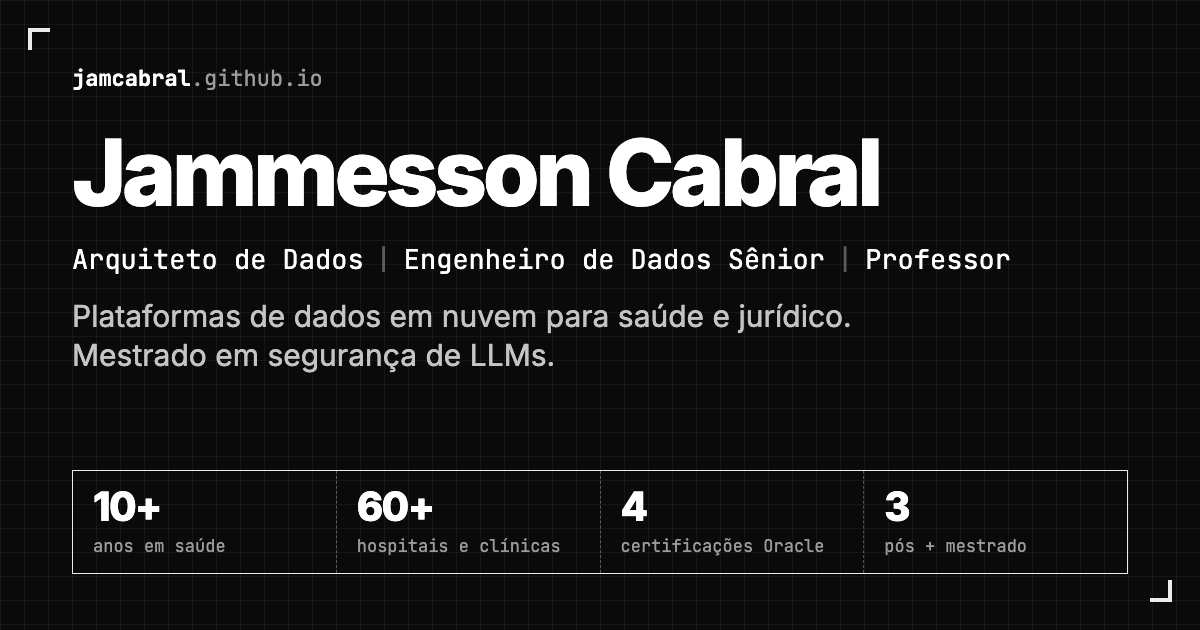 jamcabral.github.io
Jammesson Cabral
Arquiteto de Dados | Engenheiro de Dados Sênior | Professor
Plataformas de dados em nuvem para saúde e jurídico.
Mestrado em segurança de LLMs.
10+
anos em saúde
60+
hospitais e clínicas
4
certificações Oracle
3
pós + mestrado